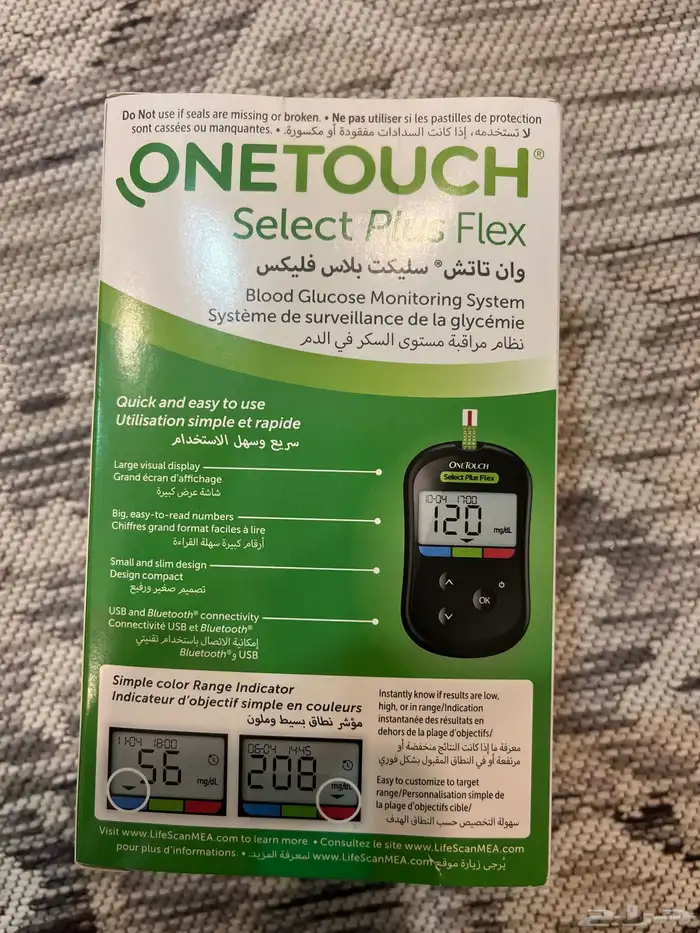 Do Not use if seals are missing or broken. • Ne pas utiliser si les pastilles de protection
sont cassées ou manquantes. • لا تستخدمه، إذا كانت السدادات مفقودة أو مكسورة.
ONETOUCH®
Select Plus Flex
وان تاتش® سليكت بلاس فليكس
Blood Glucose Monitoring System
Système de surveillance de la glycémie
نظام مراقبة مستوى السكر في الدم
Quick and easy to use
Utilisation simple et rapide
سريع وسهل الاستخدام
Large visual display
Grand écran d'affichage
شاشة عرض كبيرة
Big, easy-to-read numbers
Chiffres grand format faciles à lire
أرقام كبيرة سهلة القراءة
Small and slim design
Design compact
تصميم صغير ورفيع
USB and Bluetooth® connectivity
Connectivité USB et Bluetooth®
إمكانية الاتصال باستخدام تقنيتي
USB و Bluetooth®
ONETOUCH
Select Plus Flex
10-04 17:00
120 mg/dL
OK
Simple color Range Indicator
Indicateur d'objectif simple en couleurs
مؤشر نطاق بسيط وملون
11-04 18:00
56
mg/dL
06-04 14:45
208
mg/dL
Instantly know if results are low,
high, or in range/Indication
instantanée des résultats en
dehors de la plage d'objectifs/
معرفة ما إذا كانت النتائج منخفضة أو
مرتفعة أو في النطاق المقبول بشكل فوري
Easy to customize to target
range/Personnalisation simple de
la plage d'objectifs cible/
سهولة التخصيص حسب النطاق الهدف
Visit www.LifeScanMEA.com to learn more. • Consultez le site www.LifeScanMEA.com
pour plus d'informations. • يُرجى زيارة موقع www.LifeScanMEA.com لمعرفة المزيد.
حراج